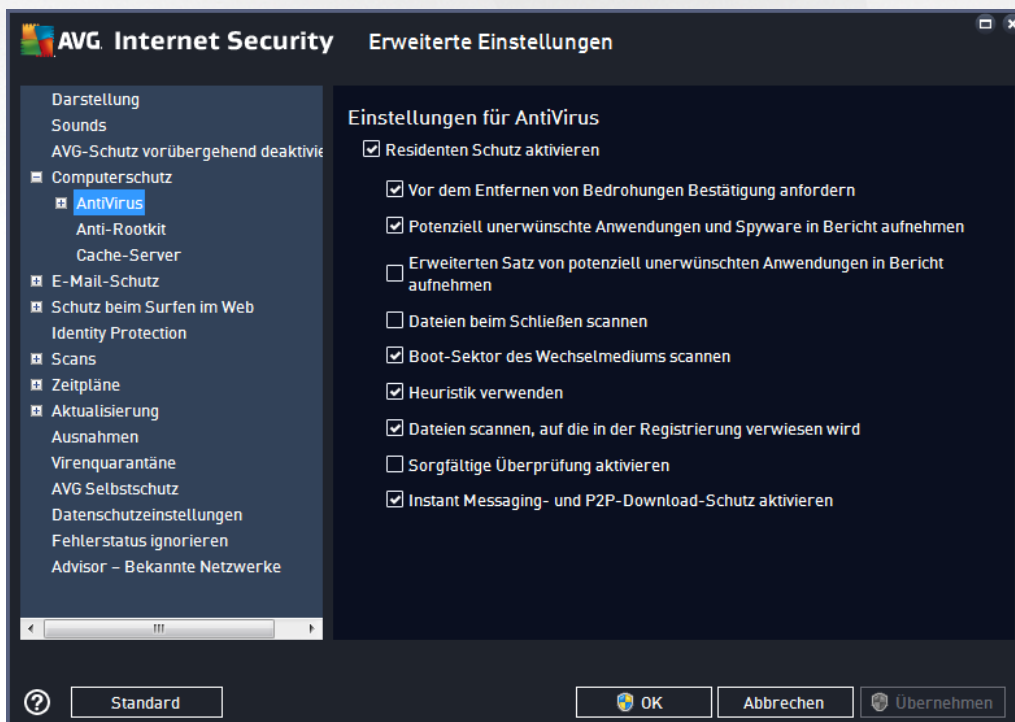 AVG. Internet Security Erweiterte Einstellungen
Darstellung
Sounds
AVG-Schutz vorübergehend deaktivie
Computerschutz
AntiVirus
Anti-Rootkit
Cache-Server
E-Mail-Schutz
Schutz beim Surfen im Web
Identity Protection
Scans
Zeitpläne
Aktualisierung
Ausnahmen
Virenquarantäne
AVG Selbstschutz
Datenschutzeinstellungen
Fehlerstatus ignorieren
Advisor – Bekannte Netzwerke
Einstellungen für AntiVirus
Residenten Schutz aktivieren
Vor dem Entfernen von Bedrohungen Bestätigung anfordern
Potenziell unerwünschte Anwendungen und Spyware in Bericht aufnehmen
Erweiterten Satz von potenziell unerwünschten Anwendungen in Bericht
aufnehmen
Dateien beim Schließen scannen
Boot-Sektor des Wechselmediums scannen
Heuristik verwenden
Dateien scannen, auf die in der Registrierung verwiesen wird
Sorgfältige Überprüfung aktivieren
Instant Messaging- und P2P-Download-Schutz aktivieren
? Standard OK Abbrechen Übernehmen